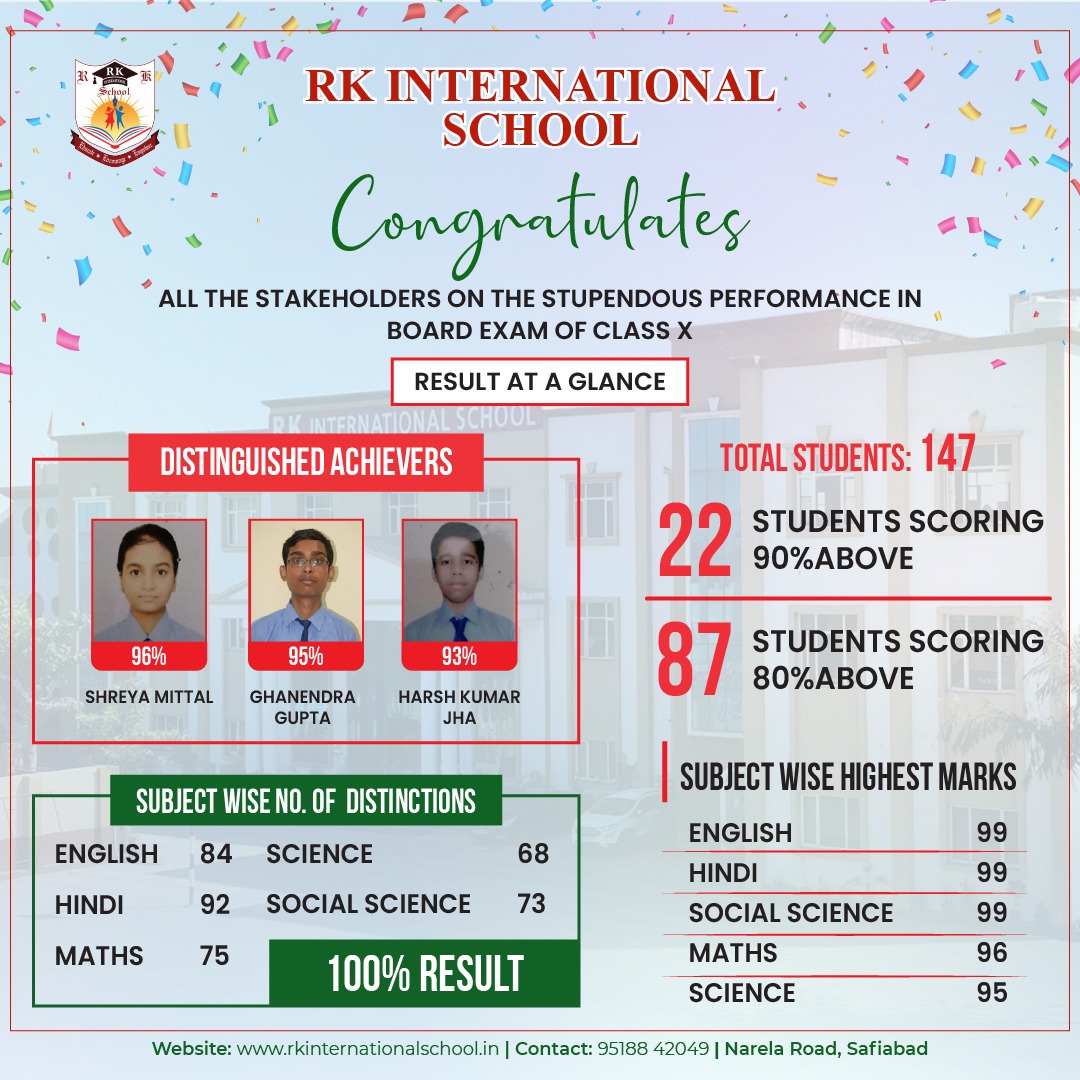 R K
RK
School
RK INTERNATIONAL
SCHOOL
Congratulates
ALL THE STAKEHOLDERS ON THE STUPENDOUS PERFORMANCE IN
BOARD EXAM OF CLASS X
RESULT AT A GLANCE
RK INTERNATIONAL SCHOOL
DISTINGUISHED ACHIEVERS
96%
SHREYA MITTAL
95%
GHANENDRA
GUPTA
93%
HARSH KUMAR
JHA
TOTAL STUDENTS: 147
22 STUDENTS SCORING
90%ABOVE
87 STUDENTS SCORING
80%ABOVE
SUBJECT WISE NO. OF DISTINCTIONS
ENGLISH 84 SCIENCE 68
HINDI 92 SOCIAL SCIENCE 73
MATHS 75
100% RESULT
SUBJECT WISE HIGHEST MARKS
ENGLISH 99
HINDI 99
SOCIAL SCIENCE 99
MATHS 96
SCIENCE 95
Website: www.rkinternationalschool.in | Contact: 95188 42049 | Narela Road, Safiabad